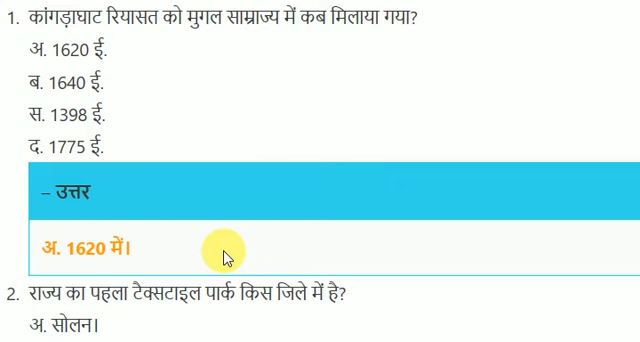 1. कांगड़ाघाट रियासत को मुगल साम्राज्य में कब मिलाया गया?
अ. 1620 ई.
ब. 1640 ई.
स. 1398 ई.
द. 1775 ई.
– उत्तर
अ. 1620 में।
2. राज्य का पहला टैक्सटाइल पार्क किस जिले में है?
अ. सोलन।